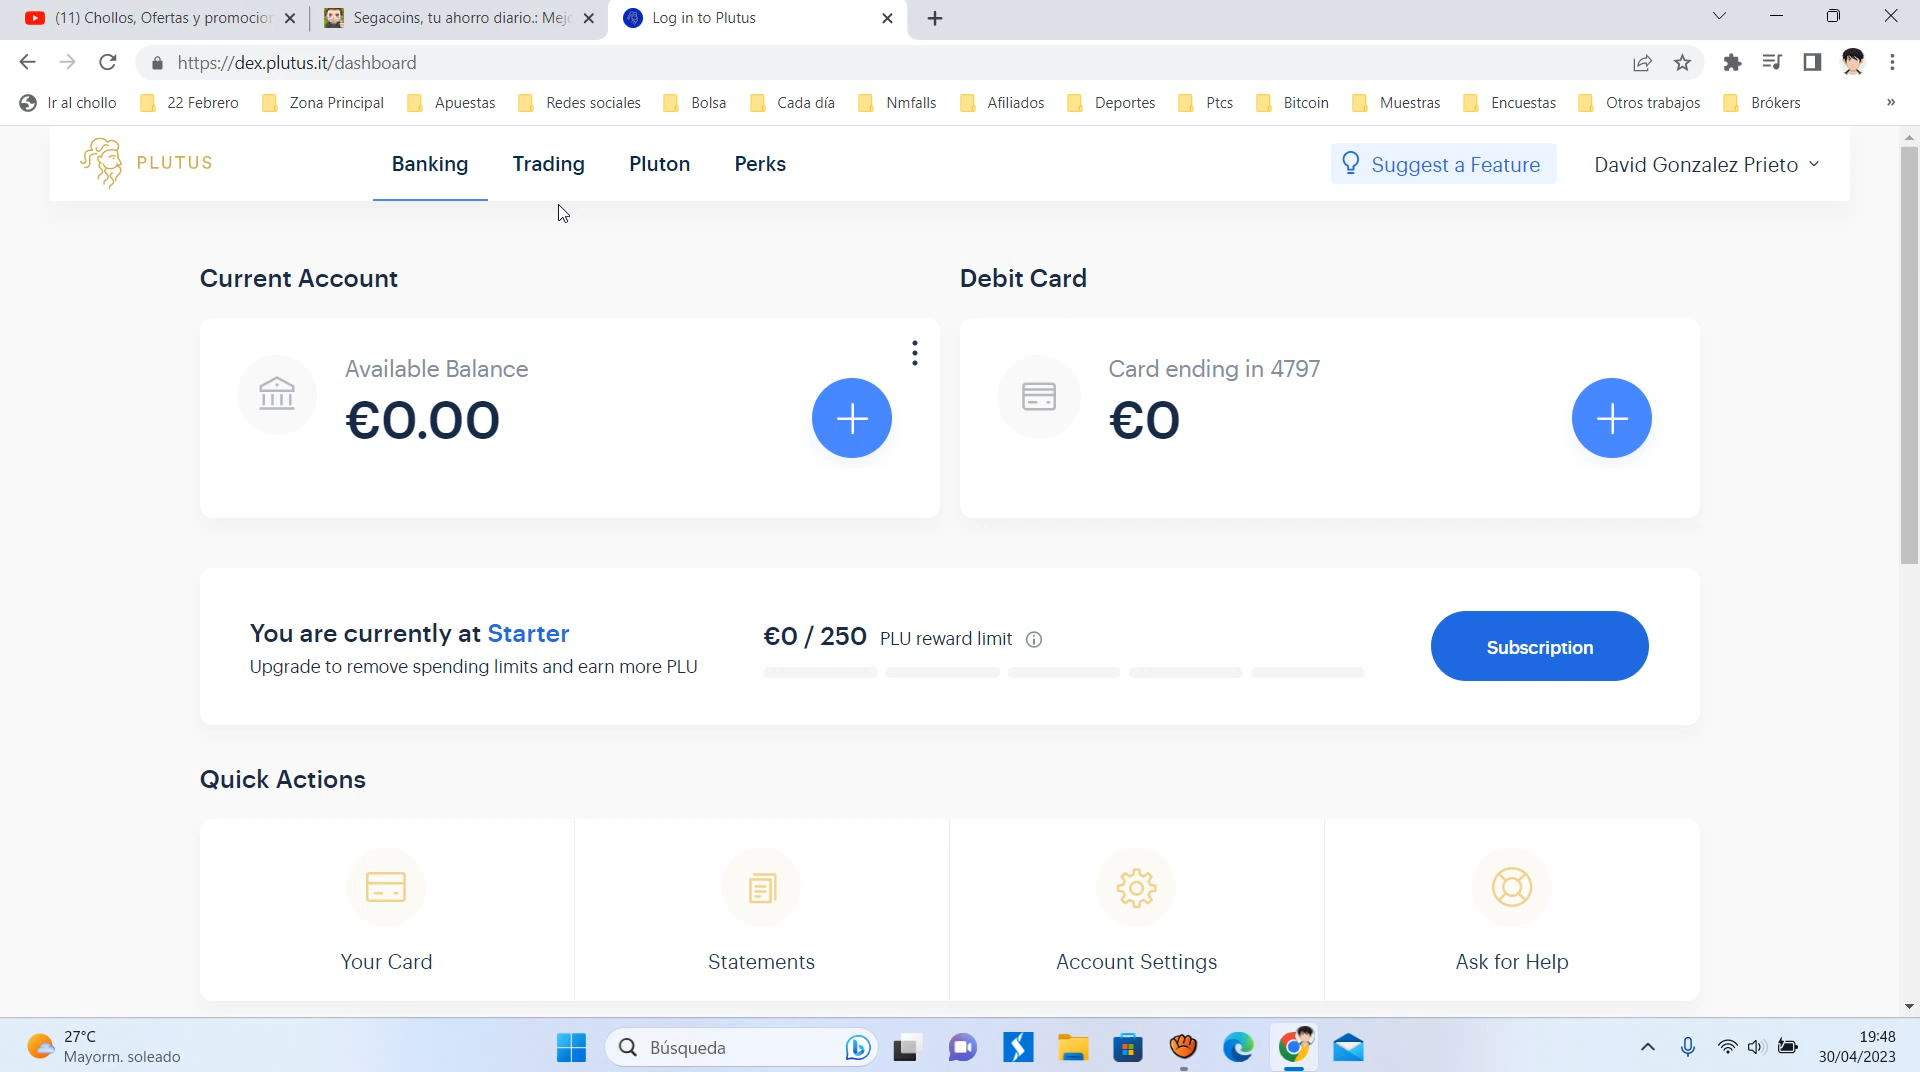 (11) Chollos, Ofertas y promocion
Segacoins, tu ahorro diario.: Mejo
Log in to Plutus
https://dex.plutus.it/dashboard
Ir al chollo
22 Febrero
Zona Principal
Apuestas
Redes sociales
Bolsa
Cada día
Nmfalls
Afiliados
Deportes
Ptcs
Bitcoin
Muestras
Encuestas
Otros trabajos
Brókers
»
PLUTUS
Banking
Trading
Pluton
Perks
Suggest a Feature
David Gonzalez Prieto
Current Account
Debit Card
Available Balance
€0.00
Card ending in 4797
€0
You are currently at Starter
Upgrade to remove spending limits and earn more PLU
€0 / 250 PLU reward limit
Subscription
Quick Actions
Your Card
Statements
Account Settings
Ask for Help
27°C
Mayorm. soleado
Búsqueda
19:48
30/04/2023